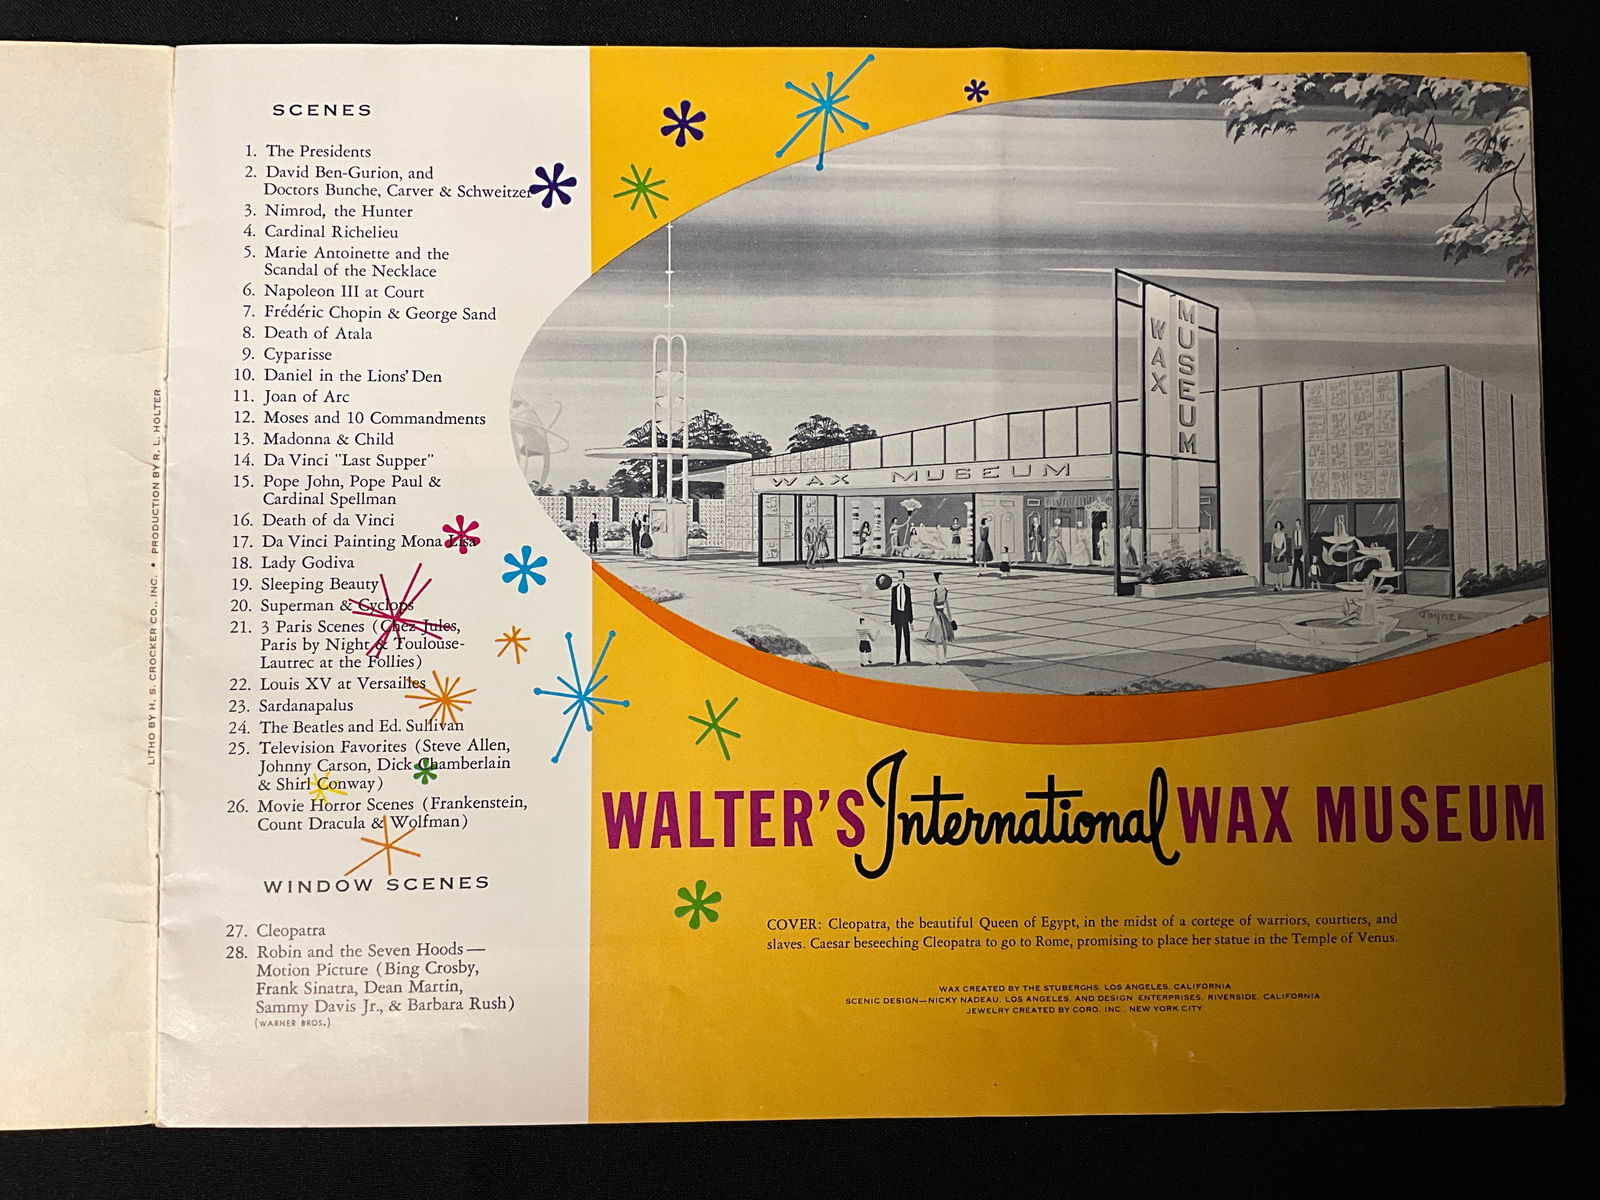 LITHO BY H. S. CROCKER CO., INC. • PRODUCTION BY R. L. HOLTER
SCENES
1. The Presidents
2. David Ben-Gurion, and
Doctors Bunche, Carver & Schweitzer
3. Nimrod, the Hunter
4. Cardinal Richelieu
5. Marie Antoinette and the
Scandal of the Necklace
6. Napoleon III at Court
7. Frédéric Chopin & George Sand
8. Death of Atala
9. Cyparisse
10. Daniel in the Lions' Den
11. Joan of Arc
12. Moses and 10 Commandments
13. Madonna & Child
14. Da Vinci "Last Supper"
15. Pope John, Pope Paul &
Cardinal Spellman
16. Death of da Vinci
17. Da Vinci Painting Mona Lisa
18. Lady Godiva
19. Sleeping Beauty
20. Superman & Cyclops
21. 3 Paris Scenes (Chez Jules,
Paris by Night & Toulouse-
Lautrec at the Follies)
22. Louis XV at Versailles
23. Sardanapalus
24. The Beatles and Ed. Sullivan
25. Television Favorites (Steve Allen,
Johnny Carson, Dick Chamberlain
& Shirl Conway)
26. Movie Horror Scenes (Frankenstein,
Count Dracula & Wolfman)
WINDOW SCENES
27. Cleopatra
28. Robin and the Seven Hoods—
Motion Picture (Bing Crosby,
Frank Sinatra, Dean Martin,
Sammy Davis Jr., & Barbara Rush)
(WARNER BROS.)
WAX MUSEUM
WAX MUSEUM
Joyner
WALTER'S International WAX MUSEUM
COVER: Cleopatra, the beautiful Queen of Egypt, in the midst of a cortege of warriors, courtiers, and
slaves. Caesar beseeching Cleopatra to go to Rome, promising to place her statue in the Temple of Venus.
WAX CREATED BY THE STUBERGHS, LOS ANGELES, CALIFORNIA
SCENIC DESIGN—NICKY NADEAU, LOS ANGELES, AND DESIGN ENTERPRISES, RIVERSIDE, CALIFORNIA
JEWELRY CREATED BY CORO, INC., NEW YORK CITY